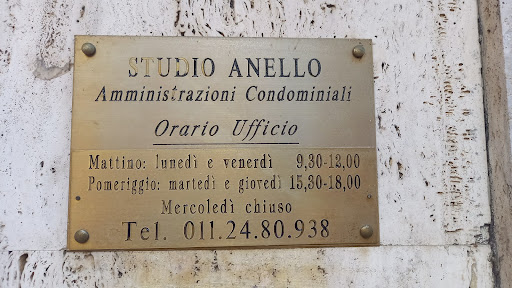 STUDIO ANELLO
Amministrazioni Condominiali
Orario Ufficio
Mattino: lunedì e venerdì 9,30-12,00
Pomeriggio: martedì e giovedì 15,30-18,00
Mercoledì chiuso
Tel. 011.24.80.938